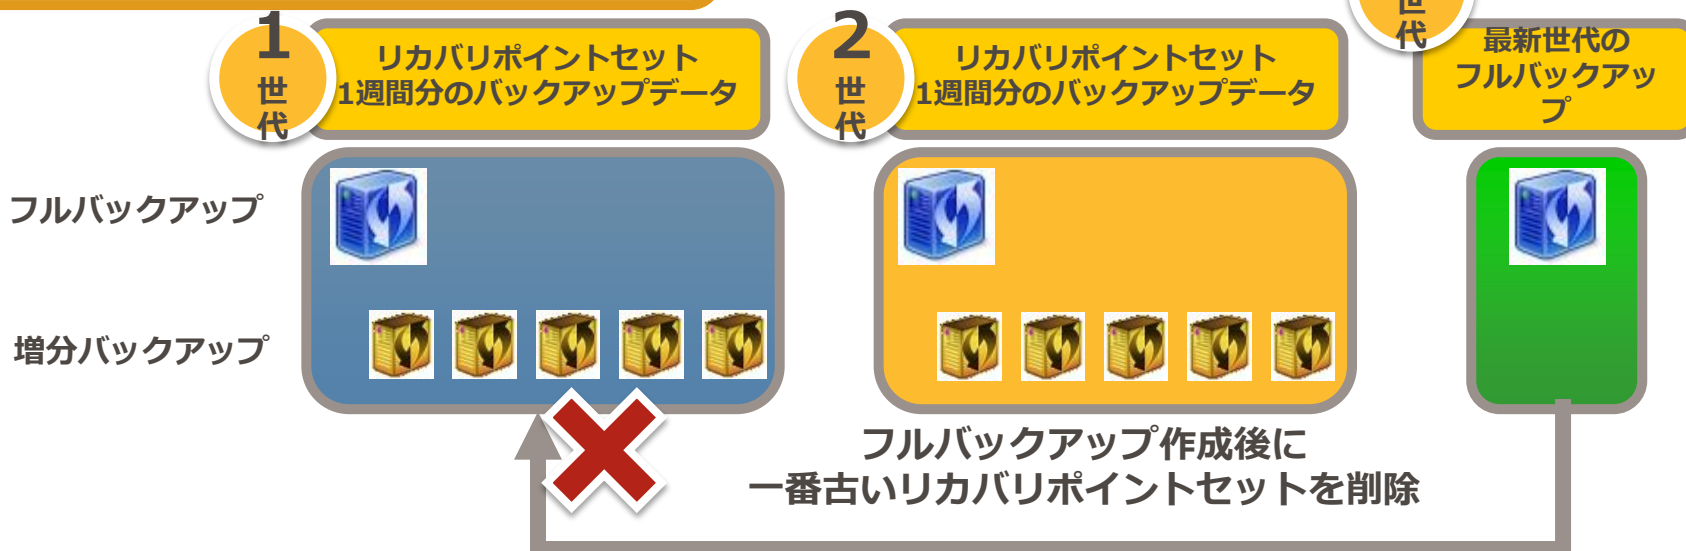 1
世
代
リカバリポイントセット
1週間分のバックアップデータ
2
世
代
リカバリポイントセット
1週間分のバックアップデータ
世
代
最新世代の
フルバックアッ
プ
フルバックアップ
増分バックアップ
フルバックアップ作成後に
一番古いリカバリポイントセットを削除